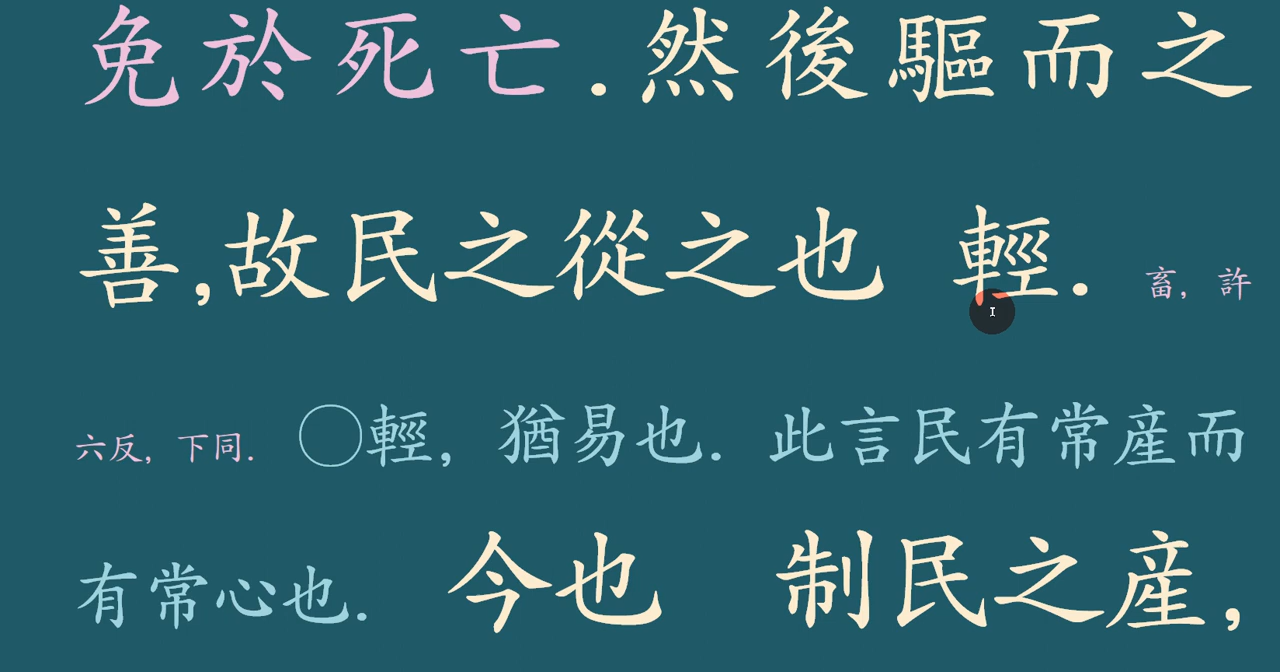 免於死亡.然後驅而之
善,故民之從之也 輕. 畜, 許
六反, 下同. ◯輕, 猶易也. 此言民有常産而
有常心也. 今也 制民之産,